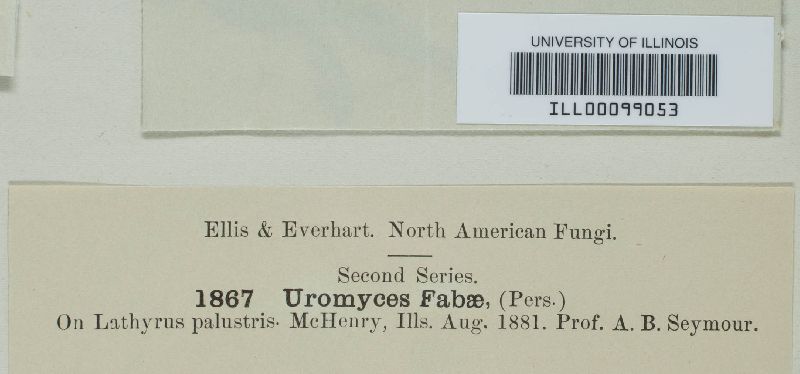 UNIVERSITY OF ILLINOIS
ILL00099053
Ellis & Everhart. North American Fungi.
Second Series.
1867 Uromyces Fabæ, (Pers.)
On Lathyrus palustris. McHenry, Ills. Aug. 1881. Prof. A. B. Seymour.